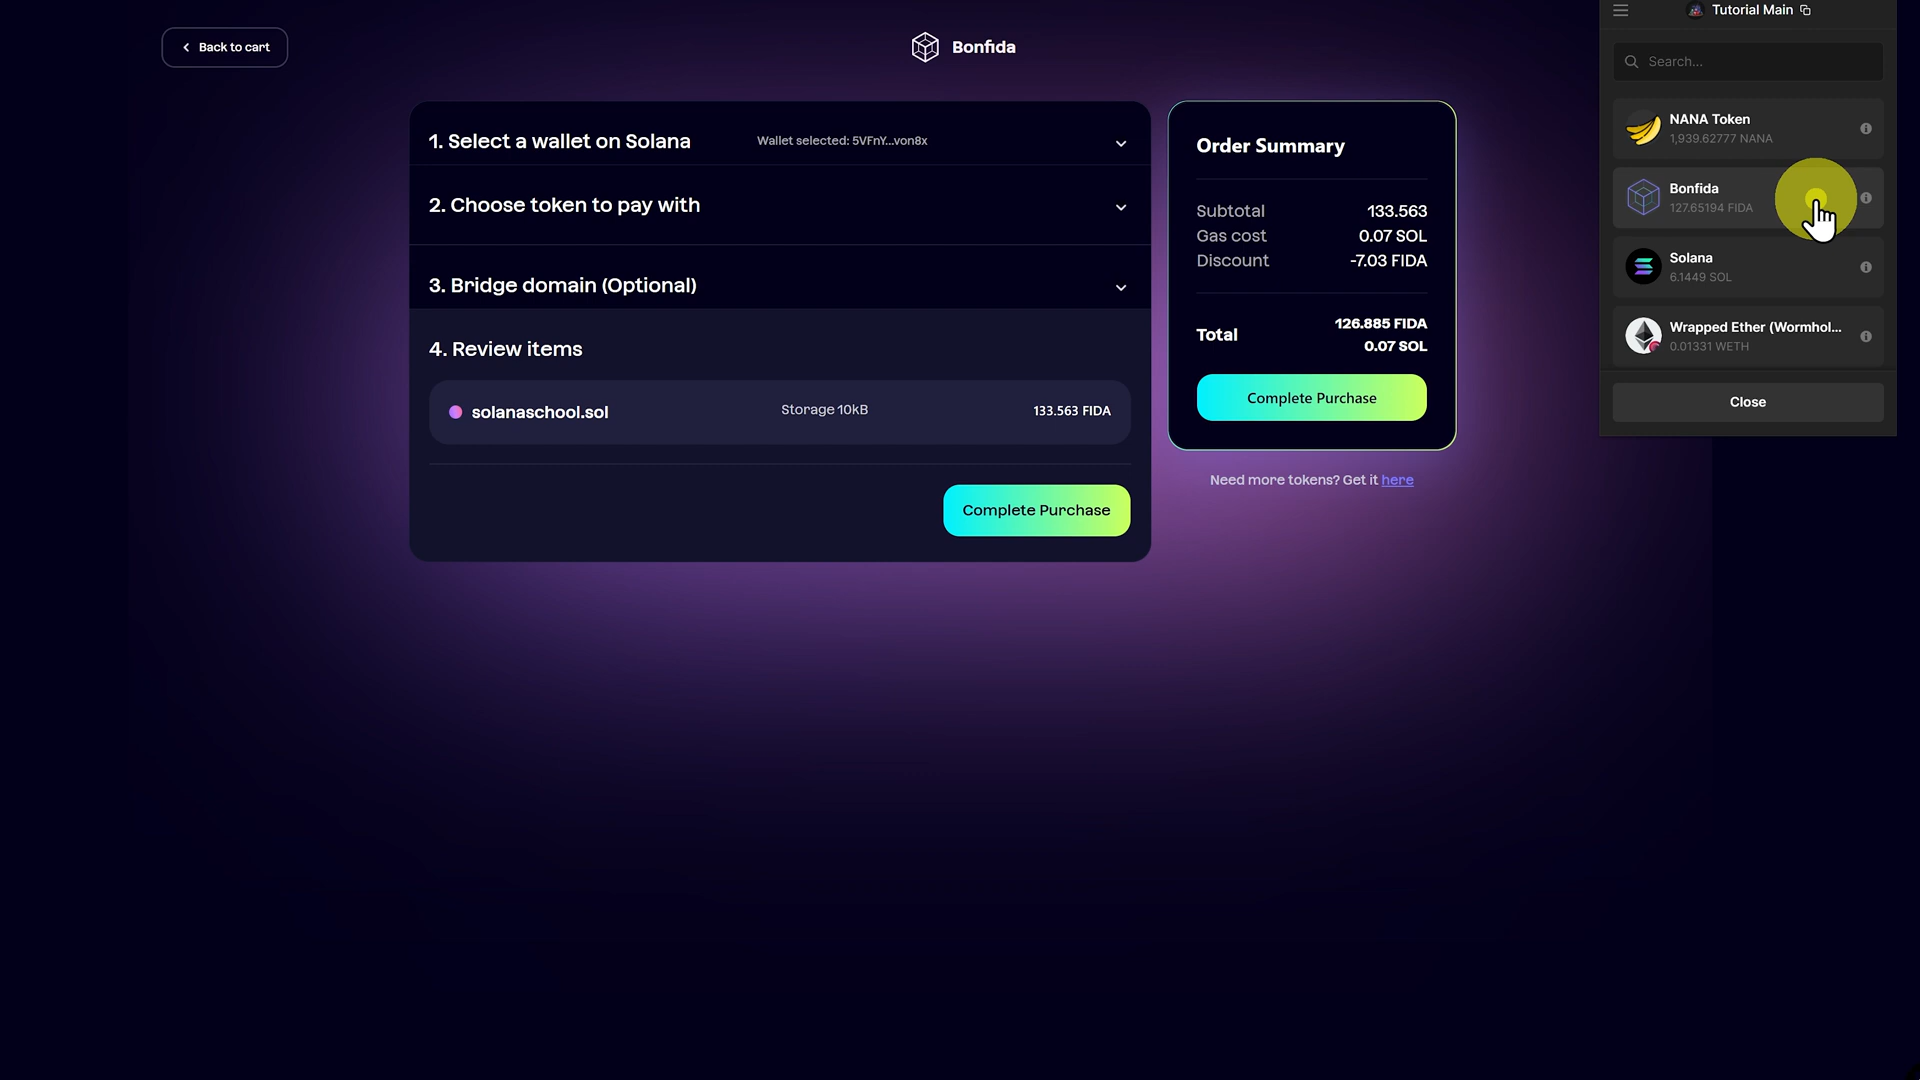 Back to cart
Bonfida
1. Select a wallet on Solana
Wallet selected: 5VFnY...von8x
2. Choose token to pay with
3. Bridge domain (Optional)
4. Review items
solanaschool.sol
Storage 10kB
133.563 FIDA
Complete Purchase
Order Summary
Subtotal 133.563
Gas cost 0.07 SOL
Discount -7.03 FIDA
Total 126.885 FIDA
0.07 SOL
Complete Purchase
Need more tokens? Get it here
Tutorial Main
Search...
NANA Token
1,939.62777 NANA
Bonfida
127.65194 FIDA
Solana
6.1449 SOL
Wrapped Ether (Wormhol...
0.01331 WETH
Close